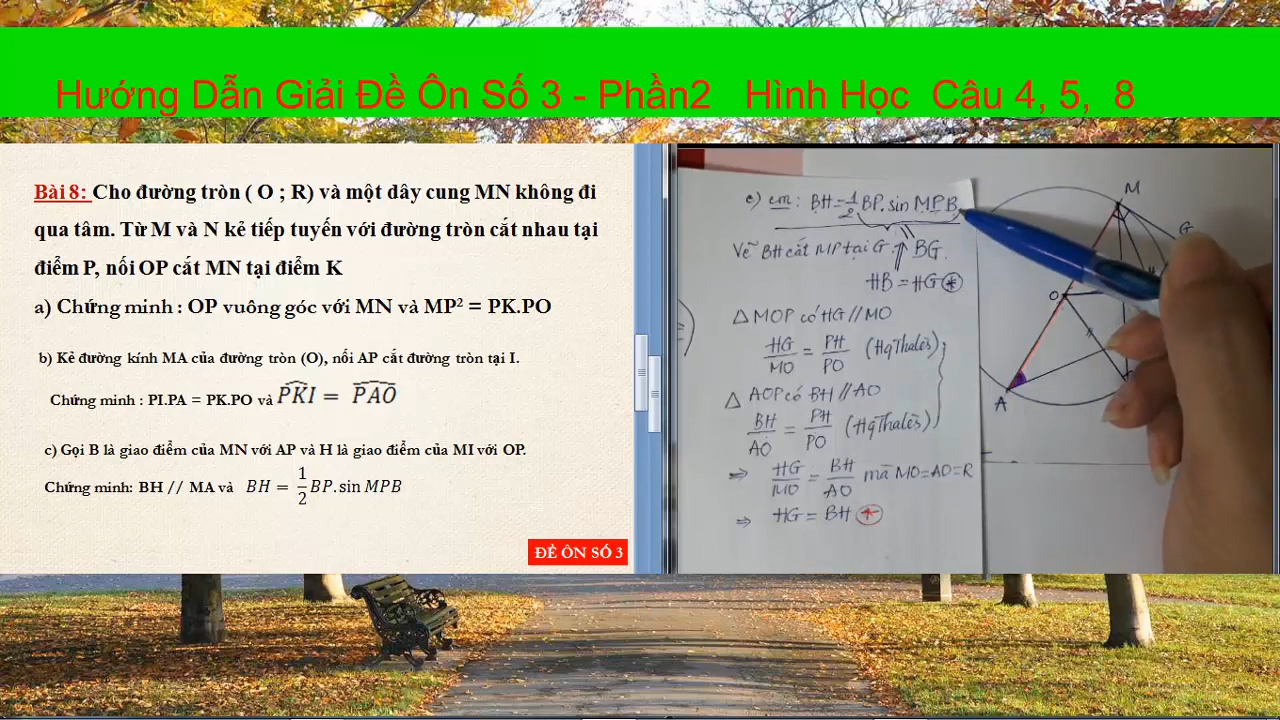 Hướng Dẫn Giải Đề Ôn Số 3 - Phần2 Hình Học Câu 4, 5, 8
Bài 8: Cho đường tròn ( O ; R) và một dây cung MN không đi
qua tâm. Từ M và N kẻ tiếp tuyến với đường tròn cắt nhau tại
điểm P, nối OP cắt MN tại điểm K
a) Chứng minh : OP vuông góc với MN và MP² = PK.PO
b) Kẻ đường kính MA của đường tròn (O), nối AP cắt đường tròn tại I.
Chứng minh : PI.PA = PK.PO và \widehat{PKI} = \widehat{PAO}
c) Gọi B là giao điểm của MN với AP và H là giao điểm của MI với OP.
Chứng minh: BH // MA và BH = 1/2 BP.sin MPB
ĐỀ ÔN SỐ 3
c) cm: BH = 1/2 BP. sin MPB
Vẽ BH cắt MP tại G ⇑ BG.
HB = HG (*)
△ MOP có HG // MO
HG/MO = PH/PO (Hq Thalès)
△ AOP có BH // AO
BH/AO = PH/PO (Hq Thalès)
⇒ HG/MO = BH/AO mà MO = AO = R
⇒ HG = BH (*)
M
G
O
A